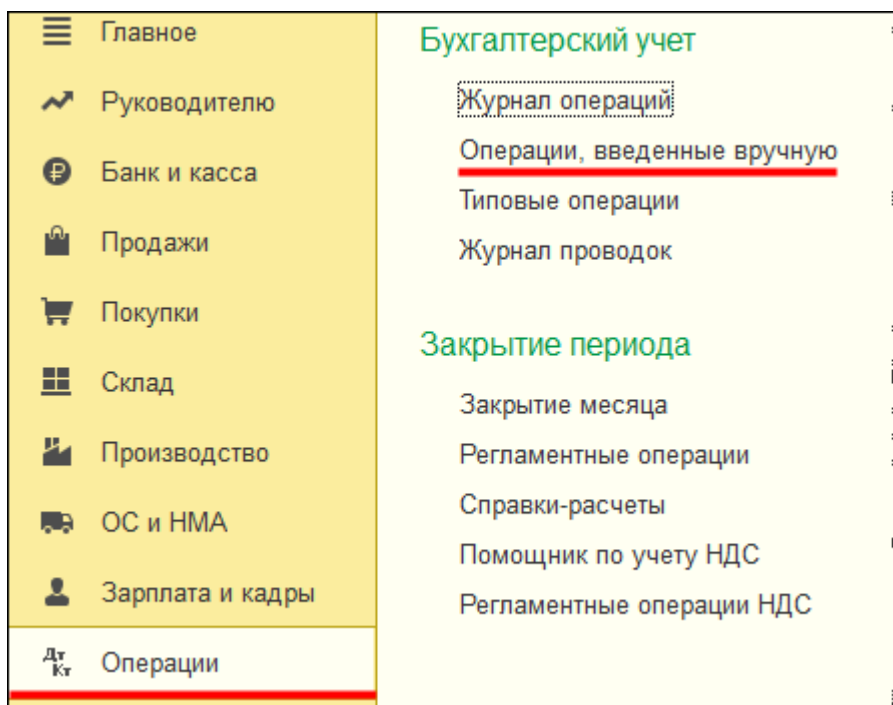 Главное
Руководителю
Банк и касса
Продажи
Покупки
Склад
Производство
ОС и НМА
Зарплата и кадры
Дт
Кт
Операции
Бухгалтерский учет
Журнал операций
Операции, введенные вручную
Типовые операции
Журнал проводок
Закрытие периода
Закрытие месяца
Регламентные операции
Справки-расчеты
Помощник по учету НДС
Регламентные операции НДС